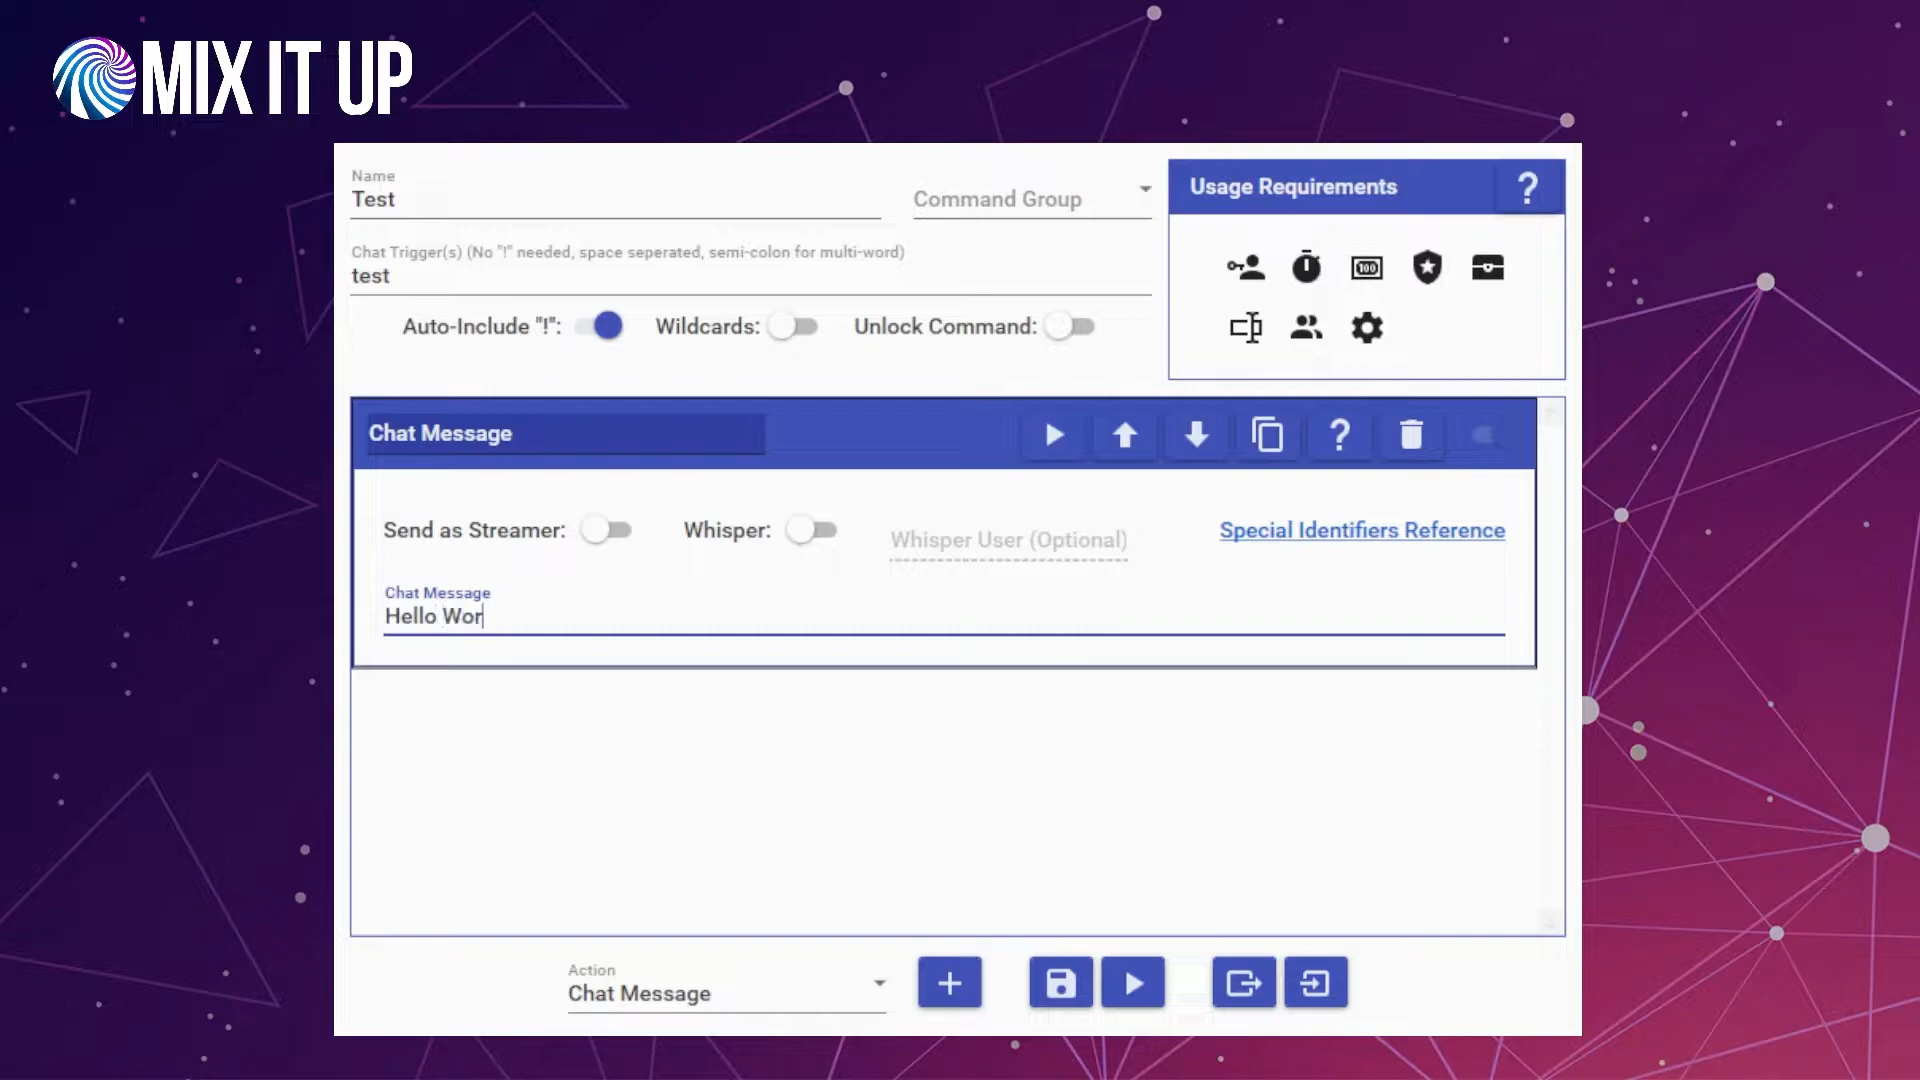 MIX IT UP
Name
Test
Command Group
Usage Requirements
?
Chat Trigger(s) (No "!" needed, space seperated, semi-colon for multi-word)
test
100
Auto-Include "!":
Wildcards:
Unlock Command:
Chat Message
?
Send as Streamer:
Whisper:
Whisper User (Optional)
Special Identifiers Reference
Chat Message
Hello Wor
Action
Chat Message